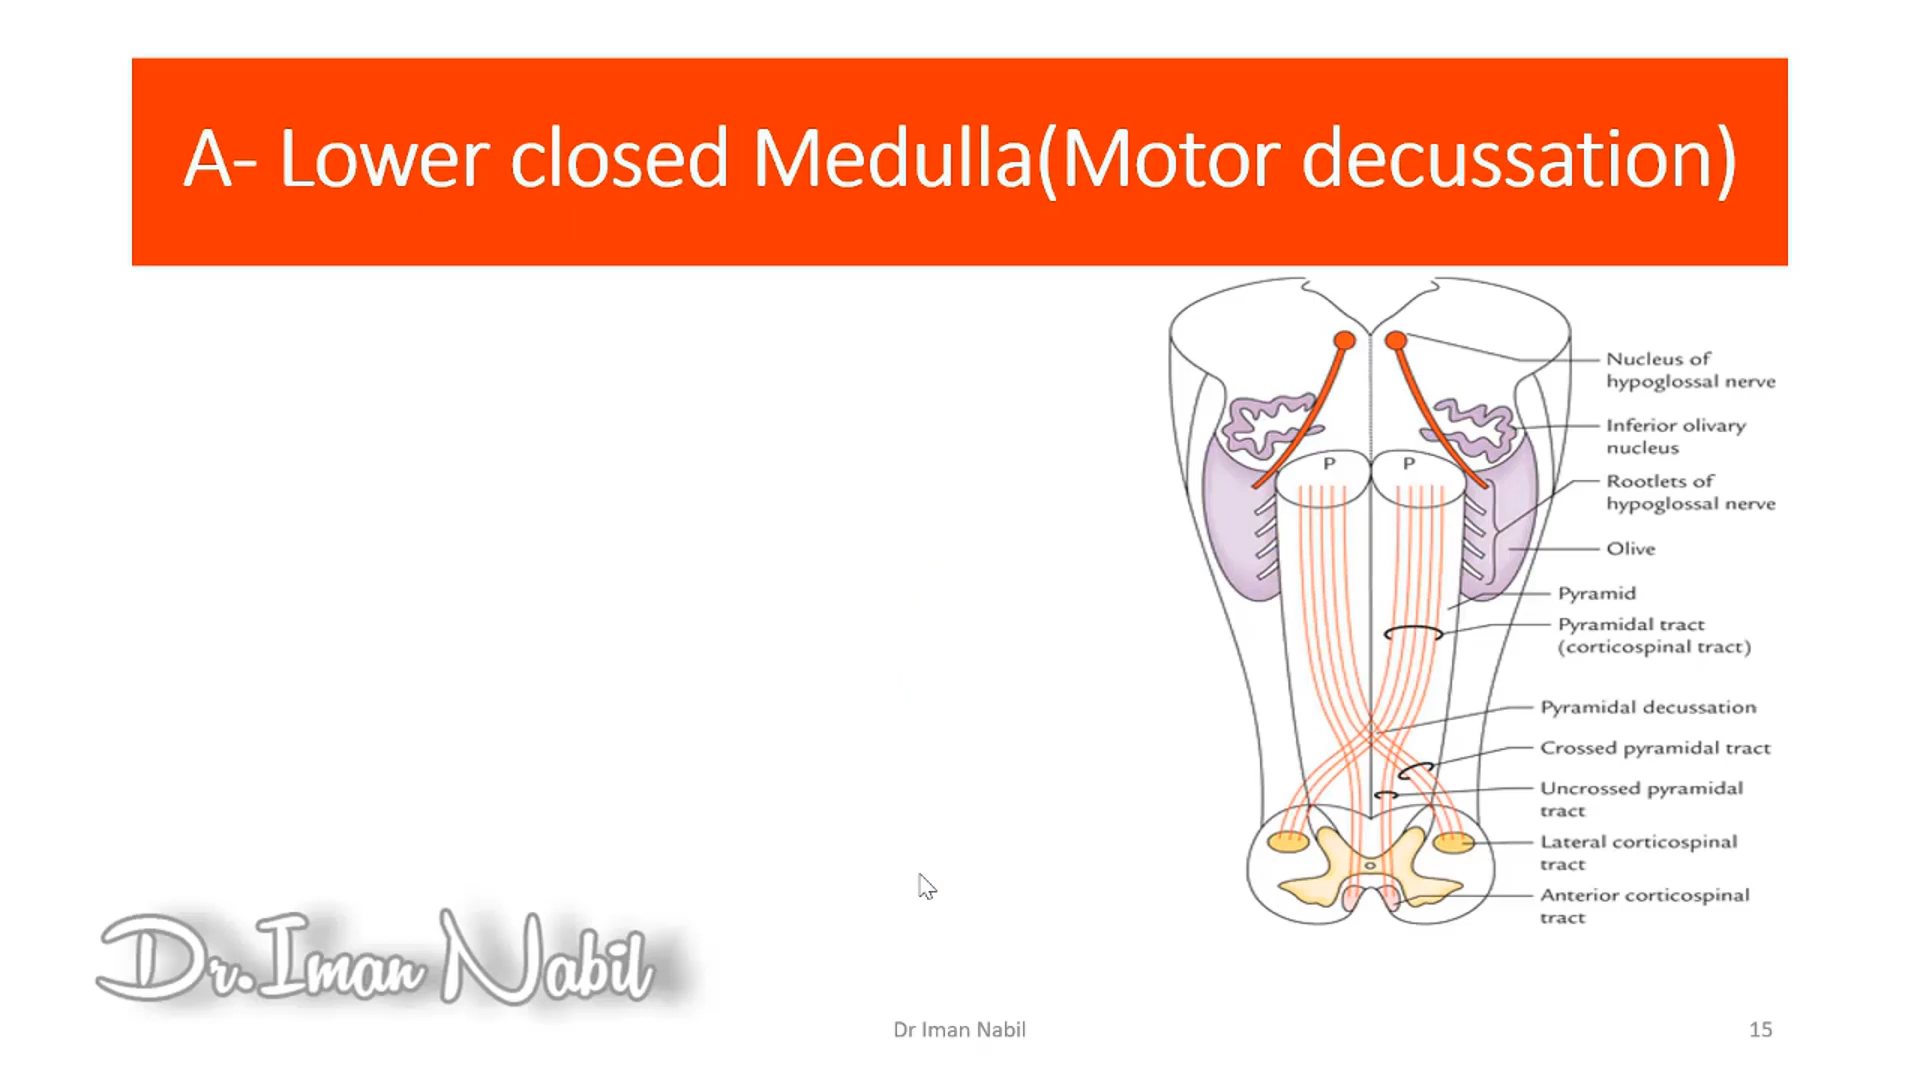 A- Lower closed Medulla(Motor decussation)
Nucleus of
hypoglossal nerve
Inferior olivary
nucleus
Rootlets of
hypoglossal nerve
Olive
P
P
Pyramid
Pyramidal tract
(corticospinal tract)
Pyramidal decussation
Crossed pyramidal tract
Uncrossed pyramidal
tract
Lateral corticospinal
tract
Anterior corticospinal
tract
Dr.Iman Nabil
Dr Iman Nabil
15